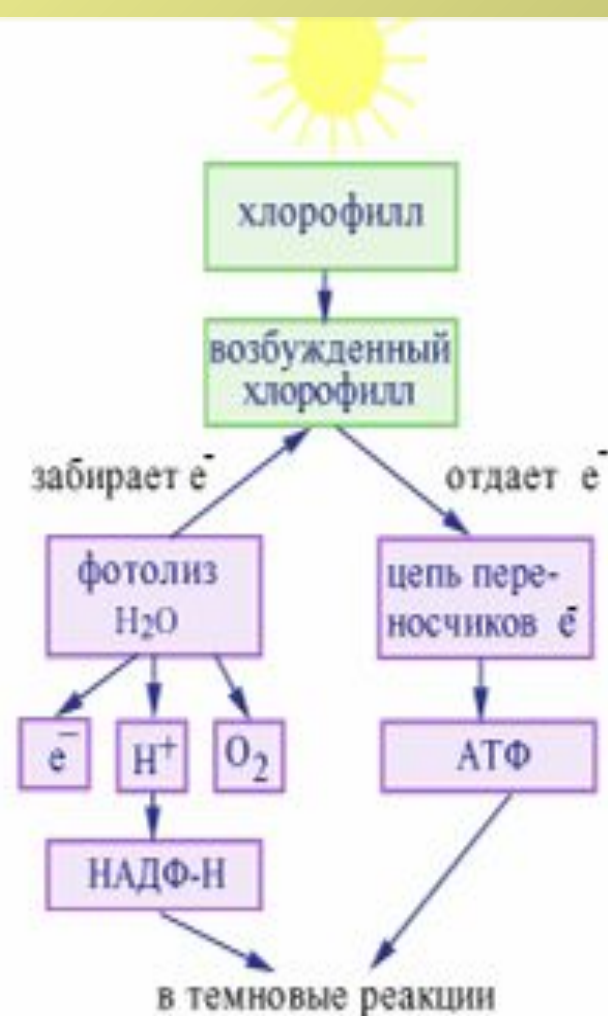 хлорофилл
возбужденный
хлорофилл
забирает e⁻
отдает e⁻
фотолиз
H₂O
цепь пере-
носчиков e⁻
e⁻
H⁺
O₂
АТФ
НАДФ-Н
в темновые реакции